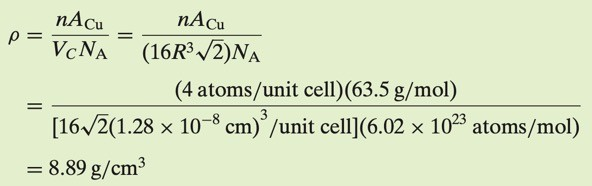 ρ = nA_Cu / V_C N_A = nA_Cu / (16R³√2)N_A
= (4 atoms/unit cell)(63.5 g/mol) / [16√2(1.28 × 10⁻⁸ cm)³/unit cell](6.02 × 10²³ atoms/mol)
= 8.89 g/cm³